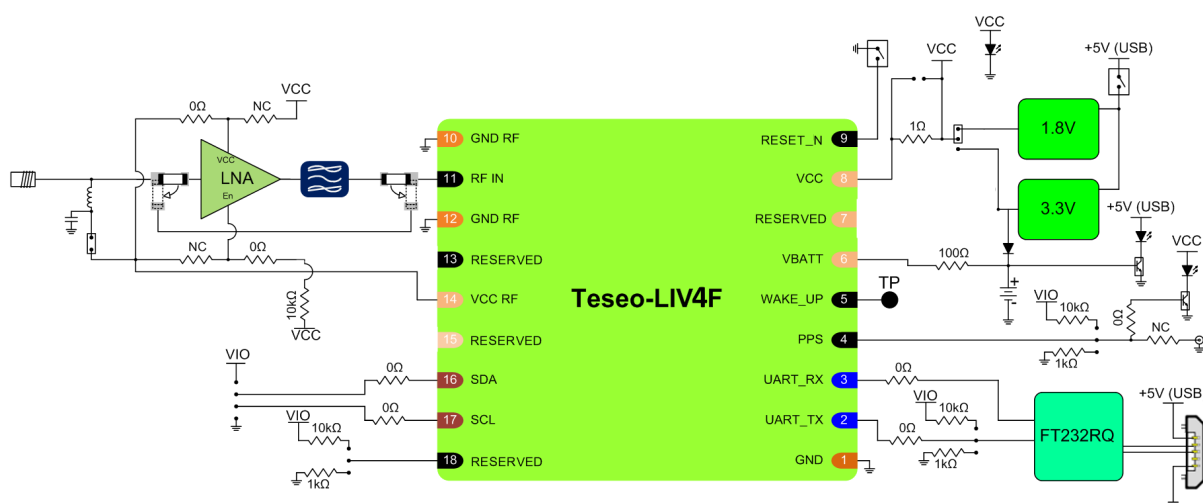 VCC
+5V (USB)
VCC
VCC
0Ω
NC
1.8V
1Ω
10
GND RF
RESET_N
9
VCC
LNA
En
11
RF IN
VCC
8
3.3V
12
GND RF
RESERVED
7
+5V (USB)
VCC
NC
0Ω
13
RESERVED
VBATT
6
100Ω
+
-
10kΩ
VCC
14
VCC RF
Teseo-LIV4F
WAKE_UP
5
TP
VIO
10kΩ
0Ω
NC
15
RESERVED
PPS
4
1kΩ
VIO
0Ω
16
SDA
UART_RX
3
0Ω
+5V (USB
0Ω
17
SCL
UART_TX
2
0Ω
VIO
10kΩ
1kΩ
FT232RQ
VIO
10kΩ
1kΩ
18
RESERVED
GND
1